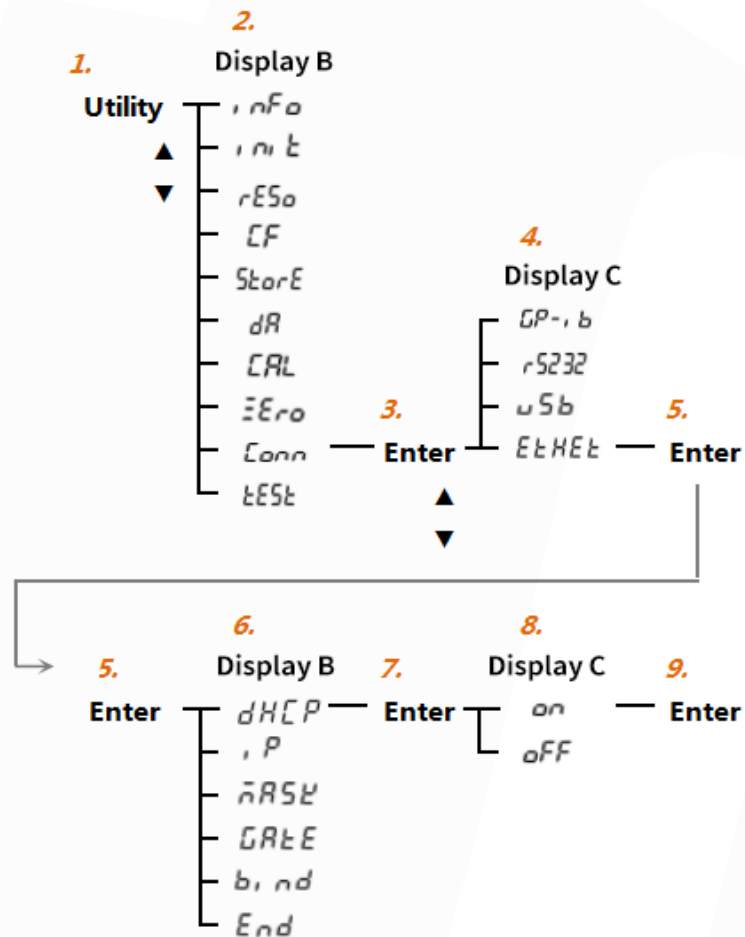 2.
1. Display B
Utility inFo
▲ init
▼ rESo
CF 4.
StorE Display C
dA GP-ib
CAL rS232
ZEro 3. uSb 5.
Conn Enter EtHEt Enter
tESt ▲
▼
6. 8.
5. Display B 7. Display C 9.
Enter dHCP Enter on Enter
iP oFF
mASK
GAtE
bind
End